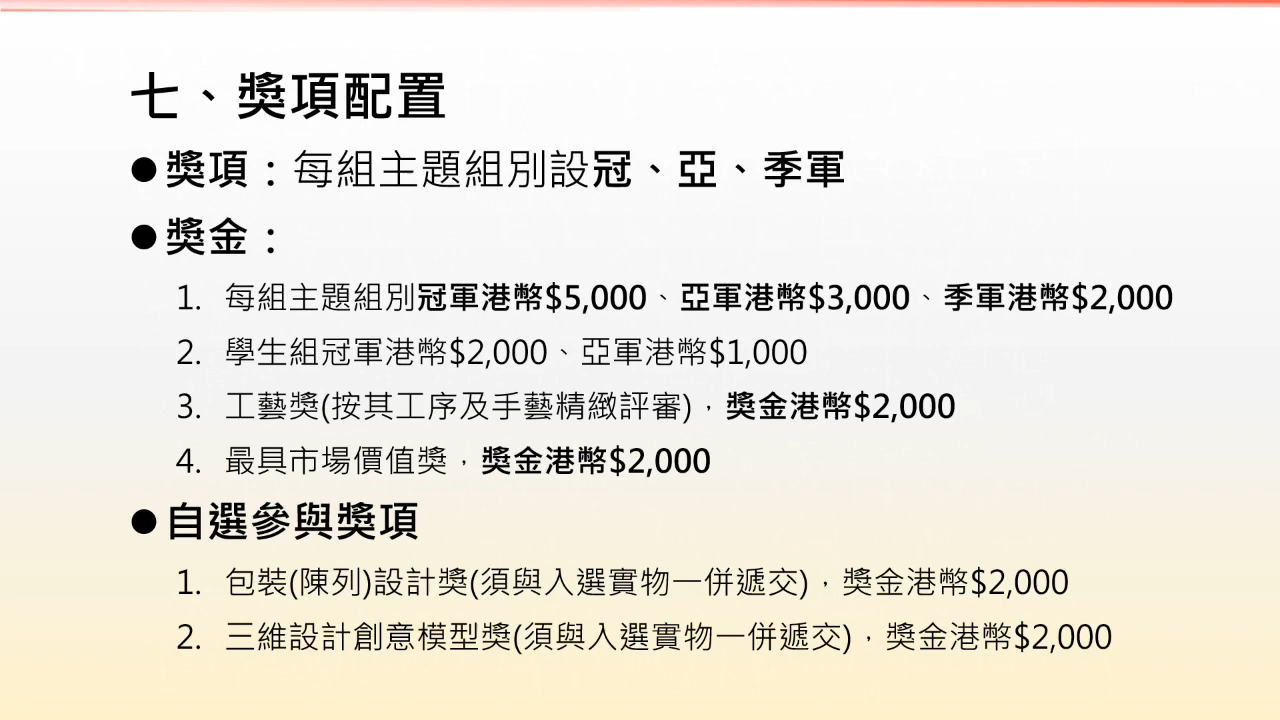 七、獎項配置
●獎項：每組主題組別設冠、亞、季軍
●獎金：
1. 每組主題組別冠軍港幣$5,000、亞軍港幣$3,000、季軍港幣$2,000
2. 學生組冠軍港幣$2,000、亞軍港幣$1,000
3. 工藝獎(按其工序及手藝精緻評審)，獎金港幣$2,000
4. 最具市場價值獎，獎金港幣$2,000
●自選參與獎項
1. 包裝(陳列)設計獎(須與入選實物一併遞交)，獎金港幣$2,000
2. 三維設計創意模型獎(須與入選實物一併遞交)，獎金港幣$2,000